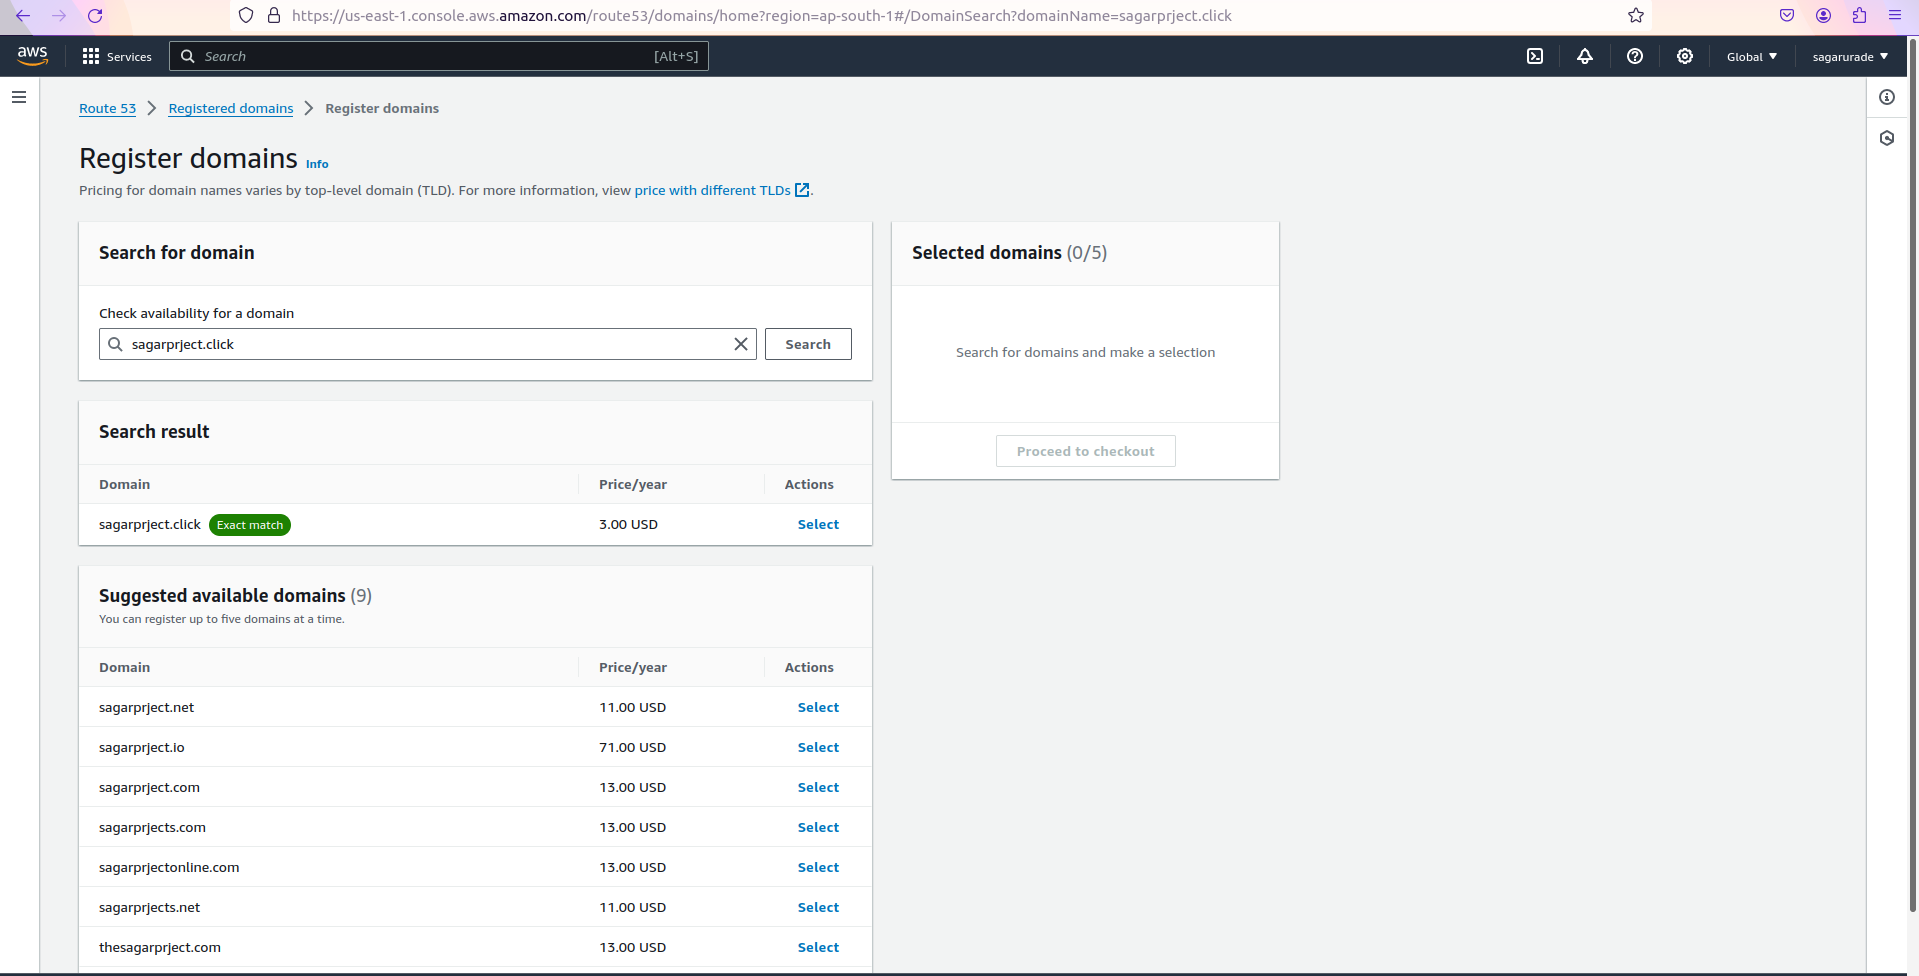 https://us-east-1.console.aws.amazon.com/route53/domains/home?region=ap-south-1#/DomainSearch?domainName=sagarprject.click
aws Services Search [Alt+S] Global sagarurade
Route 53 Registered domains Register domains
Register domains Info
Pricing for domain names varies by top-level domain (TLD). For more information, view price with different TLDs.
Search for domain
Check availability for a domain
sagarprject.click Search
Selected domains (0/5)
Search for domains and make a selection
Proceed to checkout
Search result
Domain Price/year Actions
sagarprject.click Exact match 3.00 USD Select
Suggested available domains (9)
You can register up to five domains at a time.
Domain Price/year Actions
sagarprject.net 11.00 USD Select
sagarprject.io 71.00 USD Select
sagarprject.com 13.00 USD Select
sagarprjects.com 13.00 USD Select
sagarprjectonline.com 13.00 USD Select
sagarprjects.net 11.00 USD Select
thesagarprject.com 13.00 USD Select